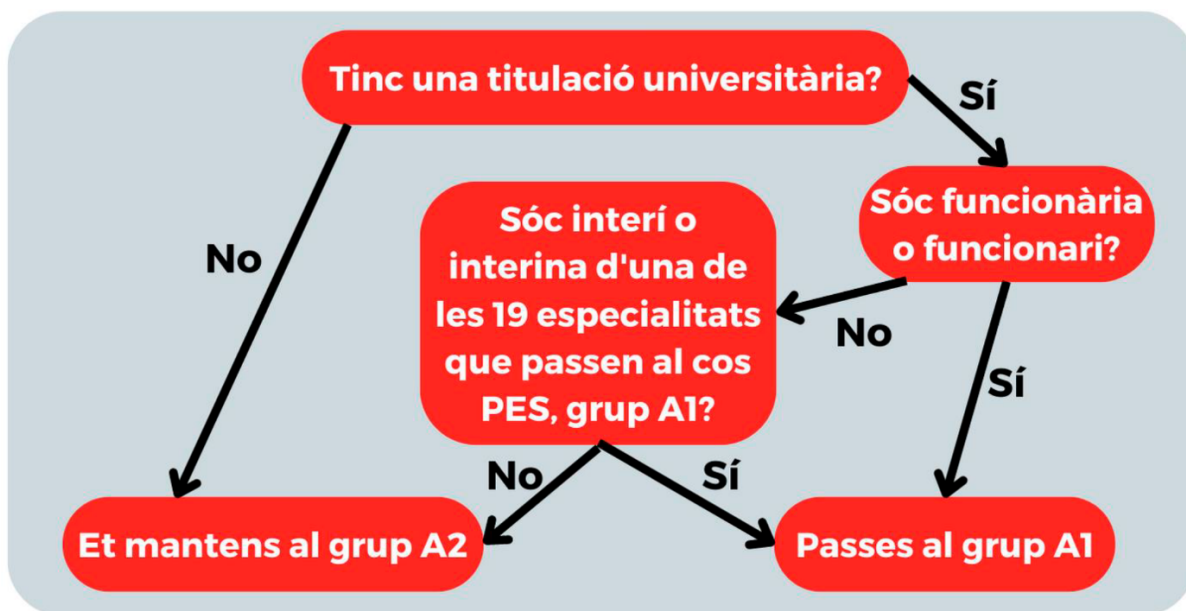 Tinc una titulació universitària?
Sí
Sóc funcionària
o funcionari?
Sóc interí o
interina d'una de
les 19 especialitats
que passen al cos
PES, grup A1?
No
No
Sí
No
Sí
Et mantens al grup A2
Passes al grup A1